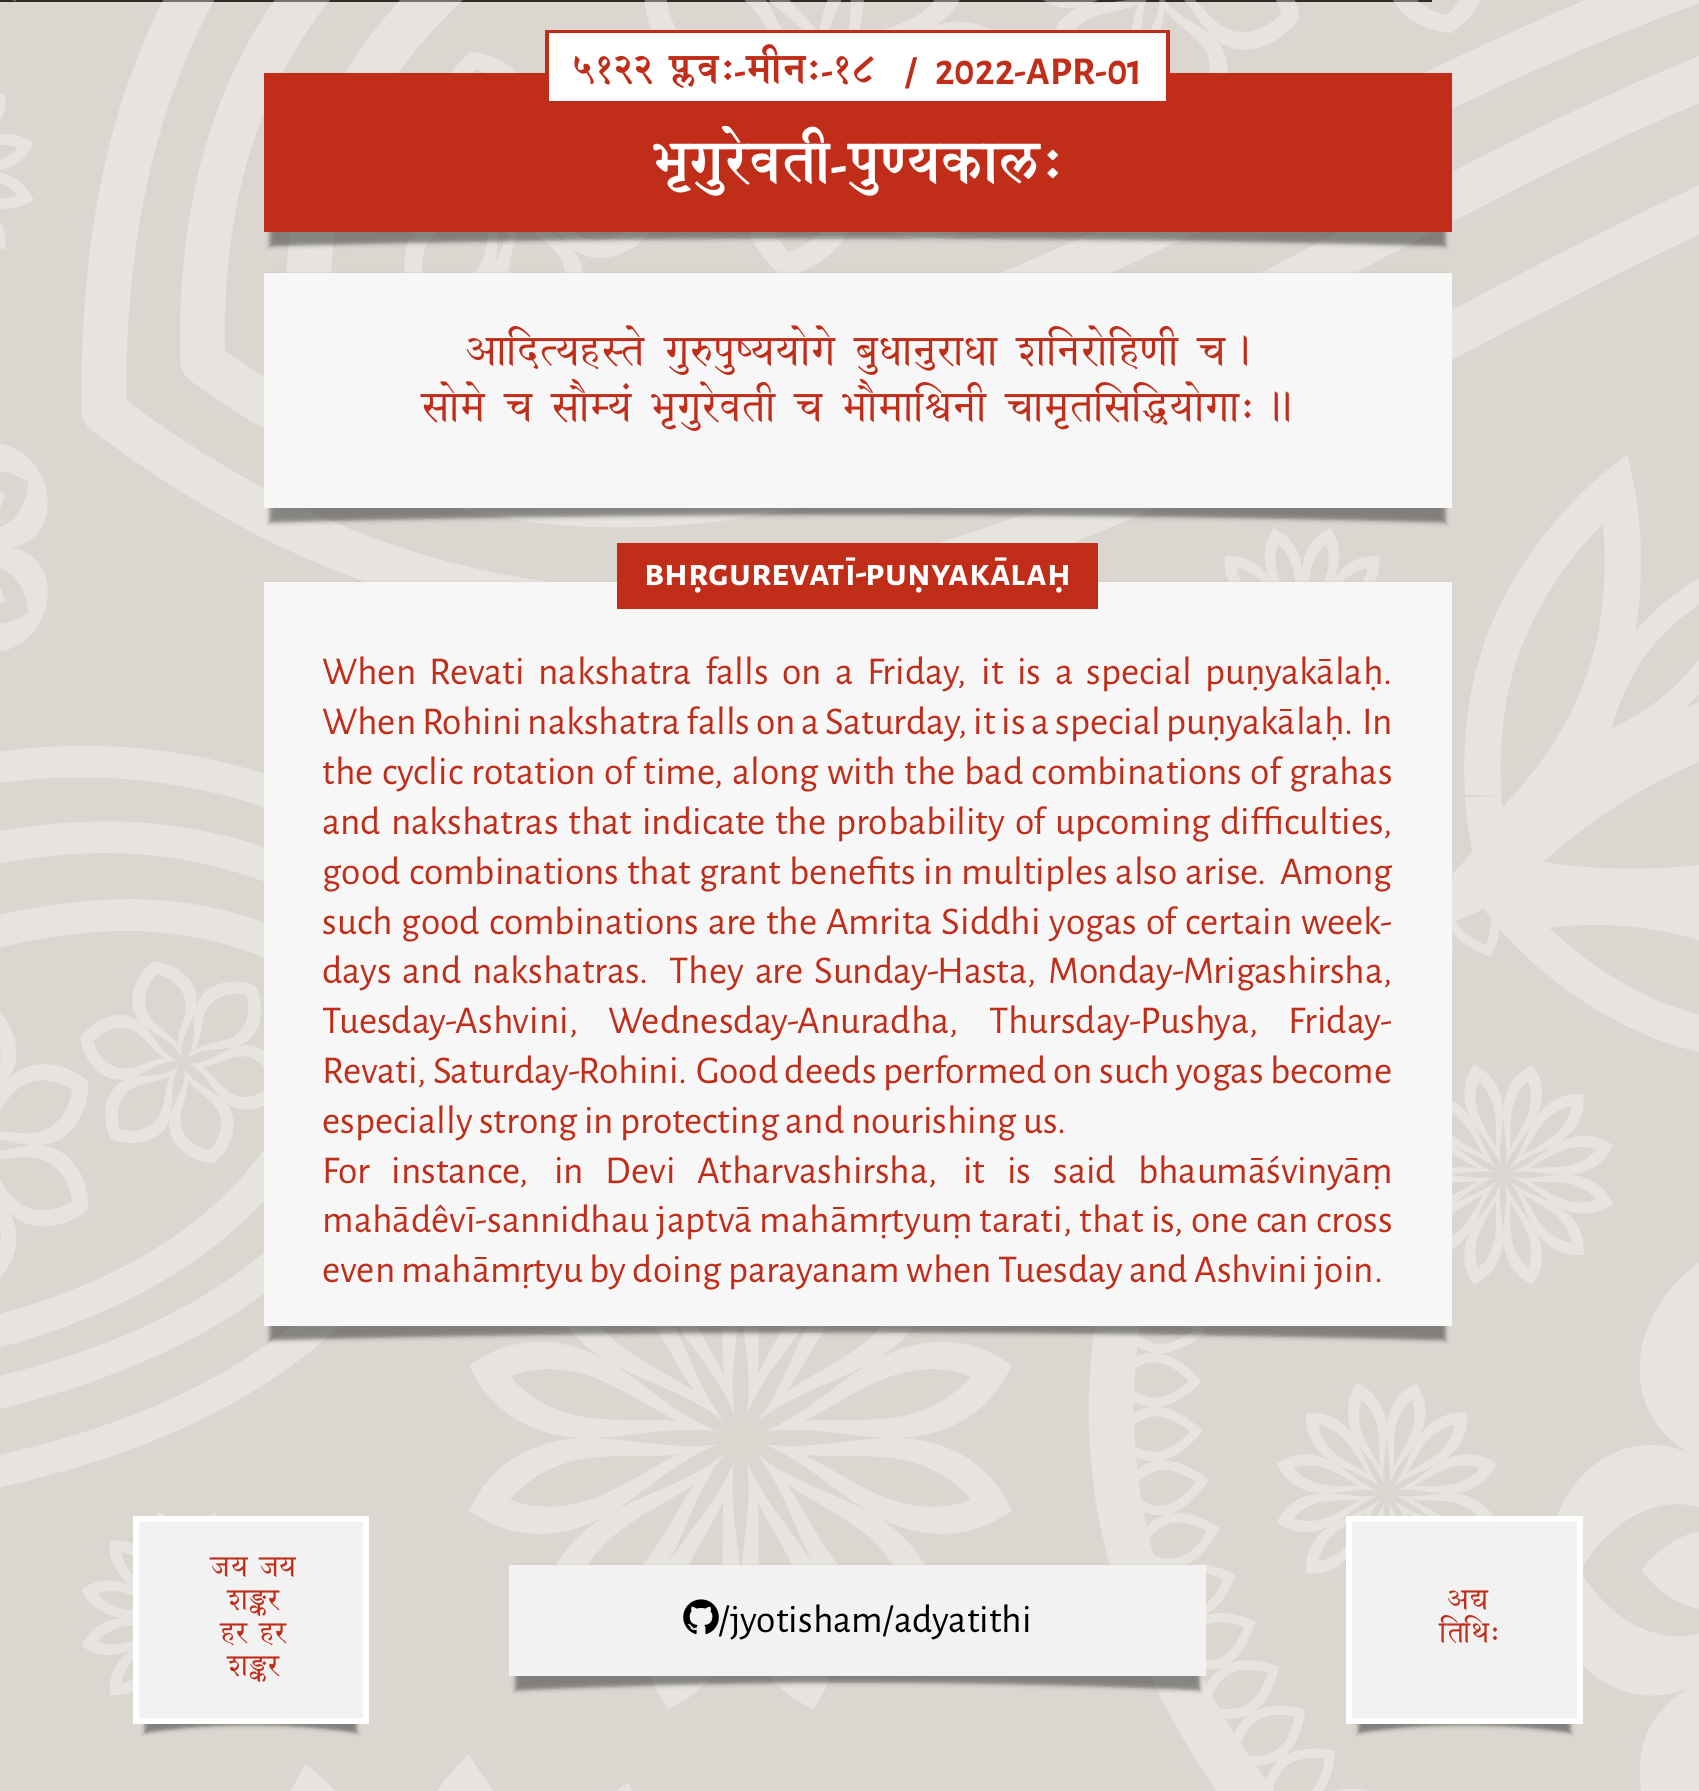 ५१२२ प्लवः-मीनः-१८ / 2022-APR-01
भृगुरेवती-पुण्यकालः
आदित्यहस्ते गुरुपुष्ययोगे बुधानुराधा शनिरोहिणी च ।
सोमे च सौम्यं भृगुरेवती च भौमाश्विनी चामृतसिद्धियोगाः ॥
BHṚGUREVATĪ-PUṆYAKĀLAḤ
When Revati nakshatra falls on a Friday, it is a special puṇyakālaḥ.
When Rohini nakshatra falls on a Saturday, it is a special puṇyakālaḥ. In
the cyclic rotation of time, along with the bad combinations of grahas
and nakshatras that indicate the probability of upcoming difficulties,
good combinations that grant benefits in multiples also arise. Among
such good combinations are the Amrita Siddhi yogas of certain week-
days and nakshatras. They are Sunday-Hasta, Monday-Mrigashirsha,
Tuesday-Ashvini, Wednesday-Anuradha, Thursday-Pushya, Friday-
Revati, Saturday-Rohini. Good deeds performed on such yogas become
especially strong in protecting and nourishing us.
For instance, in Devi Atharvashirsha, it is said bhaumāśvinyāṃ
mahādêvī-sannidhau japtvā mahāmṛtyuṃ tarati, that is, one can cross
even mahāmṛtyu by doing parayanam when Tuesday and Ashvini join.
जय जय
शङ्कर
हर हर
शङ्कर
/jyotisham/adyatithi
अद्य
तिथिः